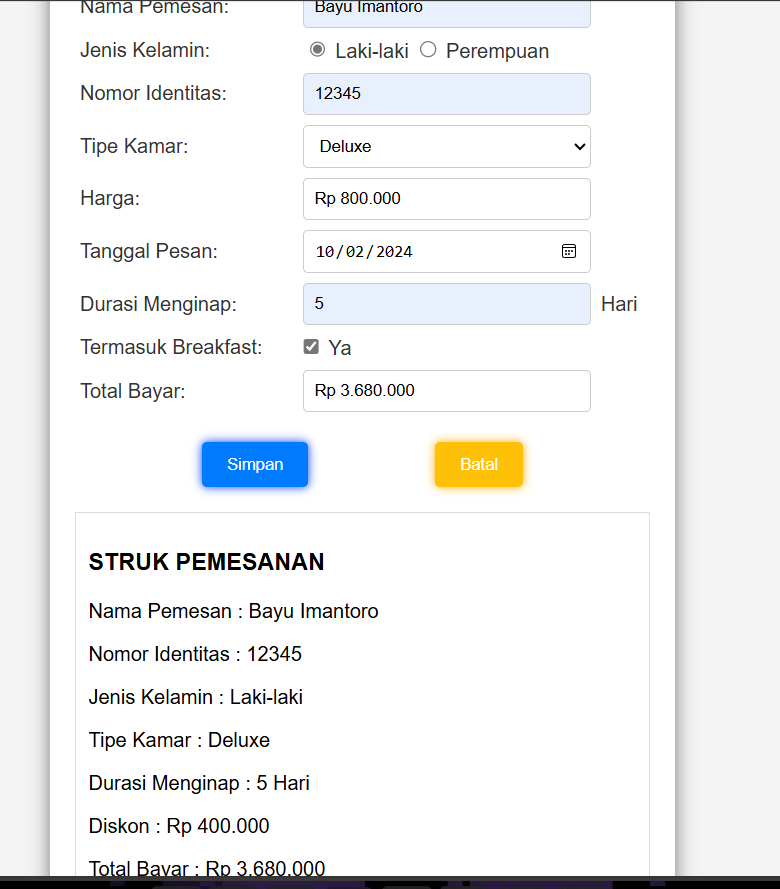 Nama Pemesan: Bayu Imantoro
Jenis Kelamin: Laki-laki Perempuan
Nomor Identitas: 12345
Tipe Kamar: Deluxe
Harga: Rp 800.000
Tanggal Pesan: 10/02/2024
Durasi Menginap: 5 Hari
Termasuk Breakfast: Ya
Total Bayar: Rp 3.680.000
Simpan Batal
STRUK PEMESANAN
Nama Pemesan : Bayu Imantoro
Nomor Identitas : 12345
Jenis Kelamin : Laki-laki
Tipe Kamar : Deluxe
Durasi Menginap : 5 Hari
Diskon : Rp 400.000
Total Bayar : Rp 3.680.000